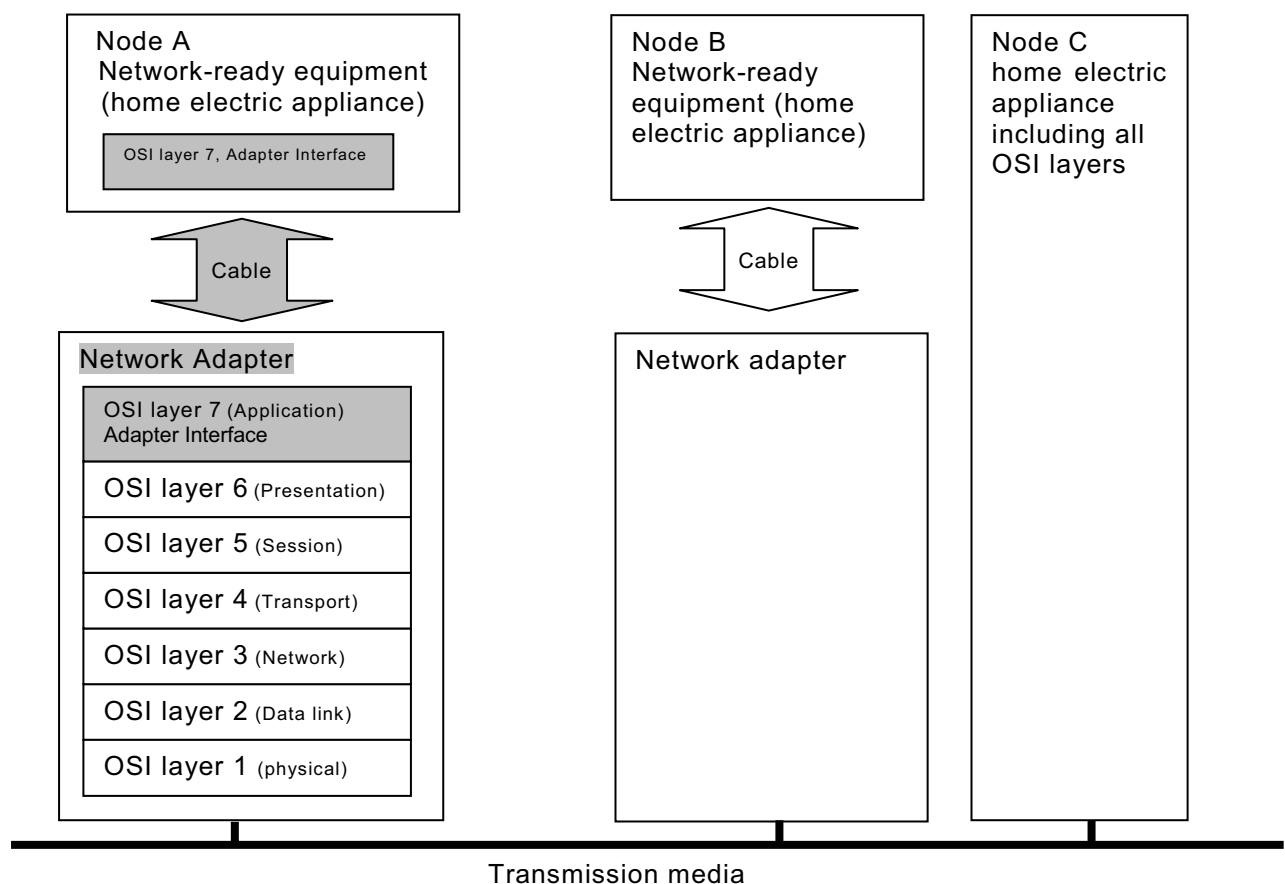 Node A
Network-ready equipment
(home electric appliance)
OSI layer 7, Adapter Interface
Cable
Network Adapter
OSI layer 7 (Application)
Adapter Interface
OSI layer 6 (Presentation)
OSI layer 5 (Session)
OSI layer 4 (Transport)
OSI layer 3 (Network)
OSI layer 2 (Data link)
OSI layer 1 (physical)
Node B
Network-ready
equipment (home
electric appliance)
Cable
Network adapter
Node C
home electric
appliance
including all
OSI layers
Transmission media